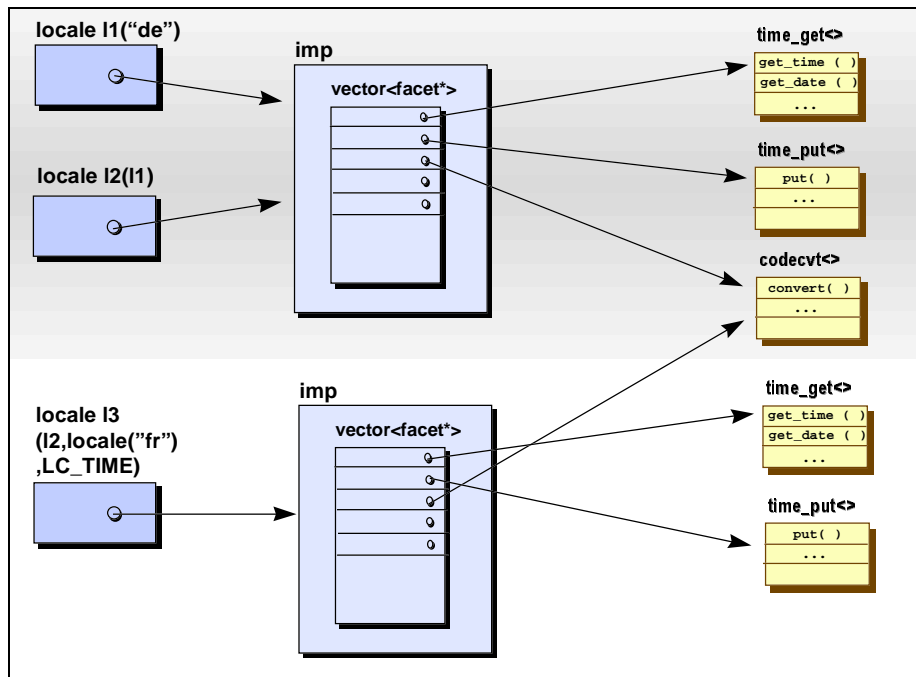 locale l1(“de”)
imp
vector<facet*>
time_get<>
get_time ( )
get_date ( )
...
time_put<>
put( )
...
locale l2(l1)
codecvt<>
convert( )
...
locale l3
(l2,locale(”fr”)
,LC_TIME)
imp
vector<facet*>
time_get<>
get_time ( )
get_date ( )
...
time_put<>
put( )
...